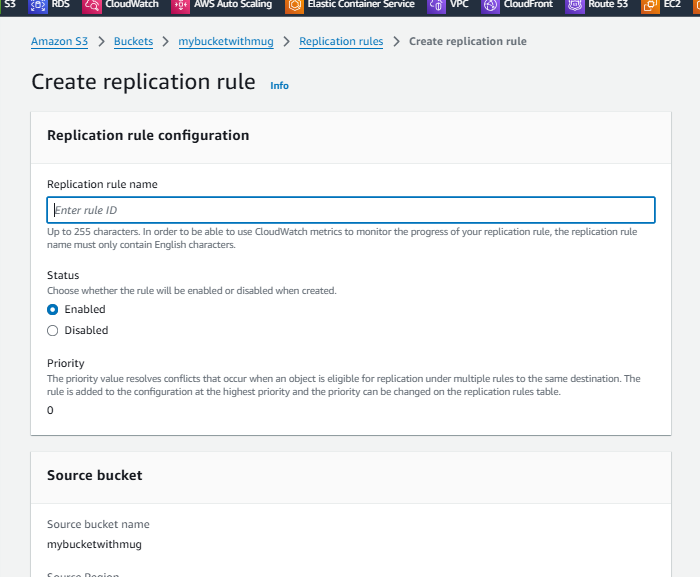 S3 RDS CloudWatch AWS Auto Scaling Elastic Container Service VPC CloudFront Route 53 EC2
Amazon S3 > Buckets > mybucketwithmug > Replication rules > Create replication rule
Create replication rule Info
Replication rule configuration
Replication rule name
Enter rule ID
Up to 255 characters. In order to be able to use CloudWatch metrics to monitor the progress of your replication rule, the replication rule
name must only contain English characters.
Status
Choose whether the rule will be enabled or disabled when created.
Enabled
Disabled
Priority
The priority value resolves conflicts that occur when an object is eligible for replication under multiple rules to the same destination. The
rule is added to the configuration at the highest priority and the priority can be changed on the replication rules table.
0
Source bucket
Source bucket name
mybucketwithmug
Source Region